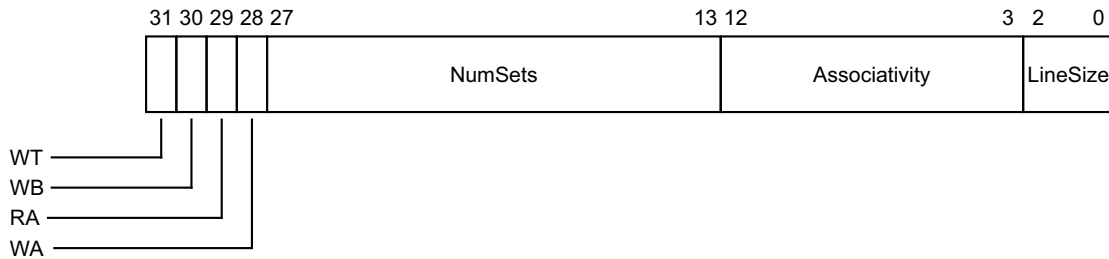 31 30 29 28 27 13 12 3 2 0
NumSets Associativity LineSize
WT
WB
RA
WA